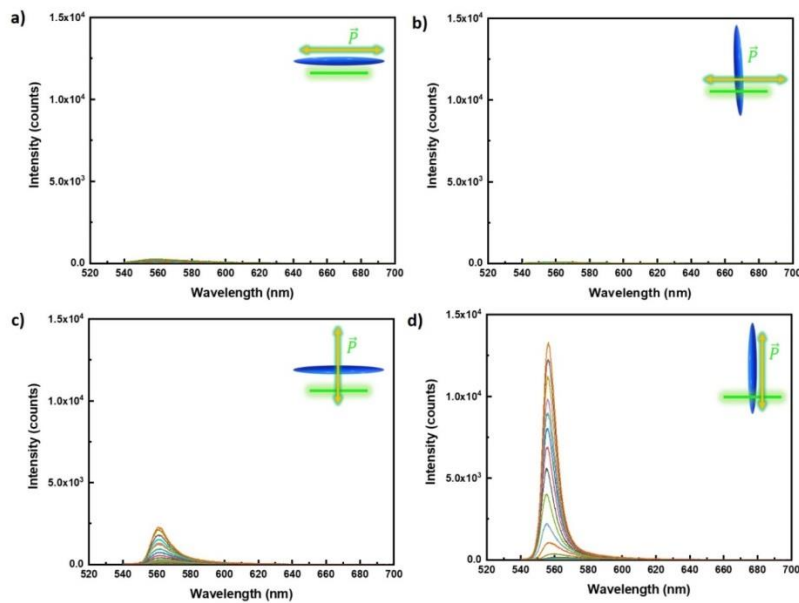 a)
1.5x10⁴
1.0x10⁴
5.0x10³
0.0
Intensity (counts)
520 540 560 580 600 620 640 660 680 700
Wavelength (nm)
P⃗
b)
1.5x10⁴
1.0x10⁴
5.0x10³
0.0
Intensity (counts)
520 540 560 580 600 620 640 660 680 700
Wavelength (nm)
P⃗
c)
1.5x10⁴
1.0x10⁴
5.0x10³
0.0
Intensity (counts)
520 540 560 580 600 620 640 660 680 700
Wavelength (nm)
P⃗
d)
1.5x10⁴
1.0x10⁴
5.0x10³
0.0
Intensity (counts)
520 540 560 580 600 620 640 660 680 700
Wavelength (nm)
P⃗